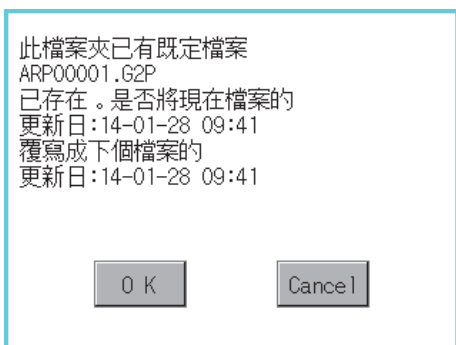 此檔案夾已有既定檔案
ARP00001.G2P
已存在。是否將現在檔案的
更新日:14-01-28 09:41
覆寫成下個檔案的
更新日:14-01-28 09:41
OK
Cancel